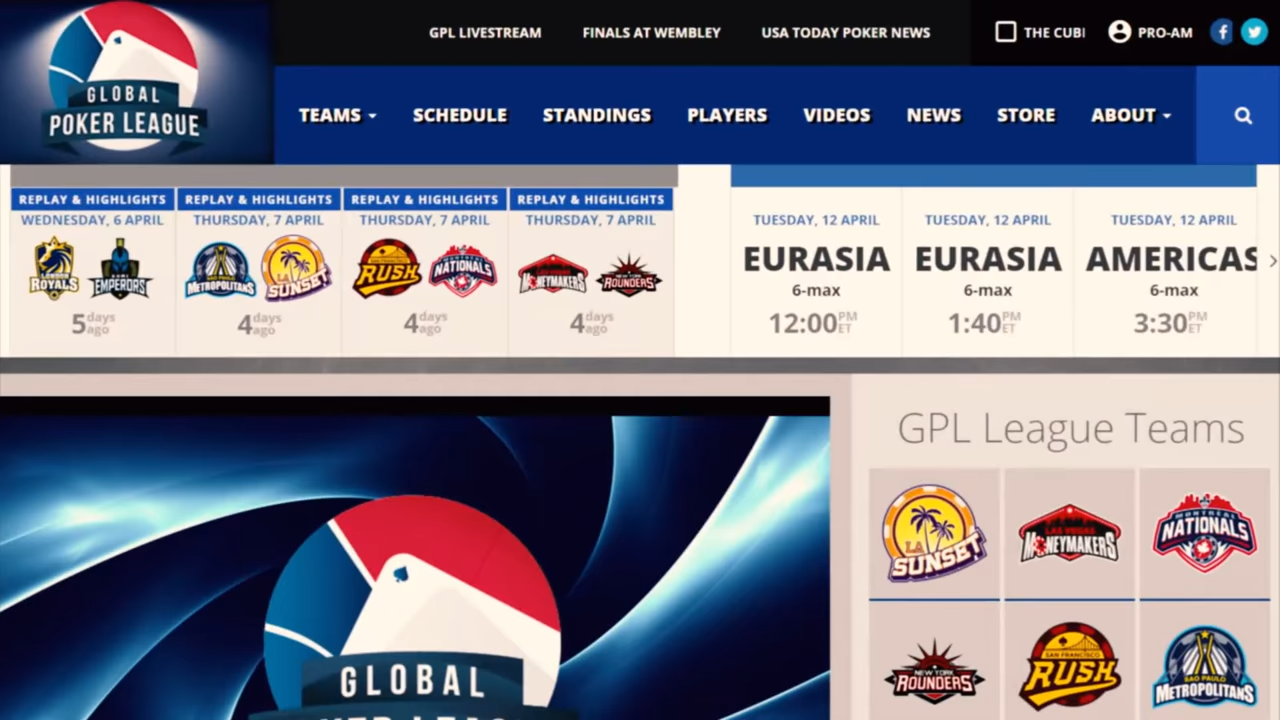 GPL LIVESTREAM FINALS AT WEMBLEY USA TODAY POKER NEWS THE CUBI PRO-AM
GLOBAL
POKER LEAGUE
TEAMS SCHEDULE STANDINGS PLAYERS VIDEOS NEWS STORE ABOUT
REPLAY & HIGHLIGHTS REPLAY & HIGHLIGHTS REPLAY & HIGHLIGHTS REPLAY & HIGHLIGHTS
WEDNESDAY, 6 APRIL THURSDAY, 7 APRIL THURSDAY, 7 APRIL THURSDAY, 7 APRIL
ROYALS EMPERORS METROPOLITANS SUNSET RUSH NATIONALS MONEYMAKERS ROUNDERS
5 days ago 4 days ago 4 days ago 4 days ago
TUESDAY, 12 APRIL TUESDAY, 12 APRIL TUESDAY, 12 APRIL
EURASIA EURASIA AMERICAS
6-max 6-max 6-max
12:00 PM ET 1:40 PM ET 3:30 PM ET
GPL League Teams
LA SUNSET
LAS VEGAS MONEYMAKERS
MONTREAL NATIONALS
NEW YORK ROUNDERS
SAN FRANCISCO RUSH
SAO PAULO METROPOLITANS
GLOBAL